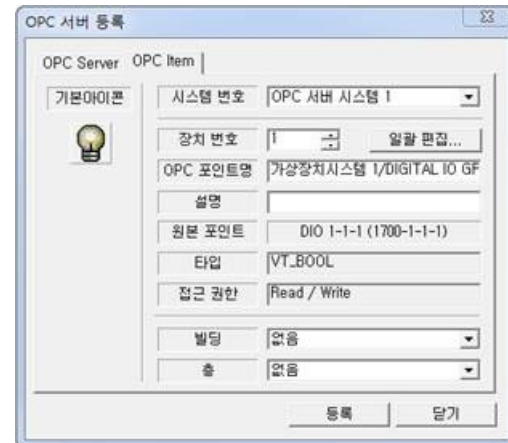 OPC 서버 등록
OPC Server OPC Item
기본아이콘
시스템 번호 OPC 서버 시스템 1
장치 번호 1 일괄 편집...
OPC 포인트명 가상장치시스템 1/DIGITAL IO GF
설명
원본 포인트 DIO 1-1-1 (1700-1-1-1)
타입 VT_BOOL
접근 권한 Read / Write
빌딩 없음
층 없음
등록 닫기